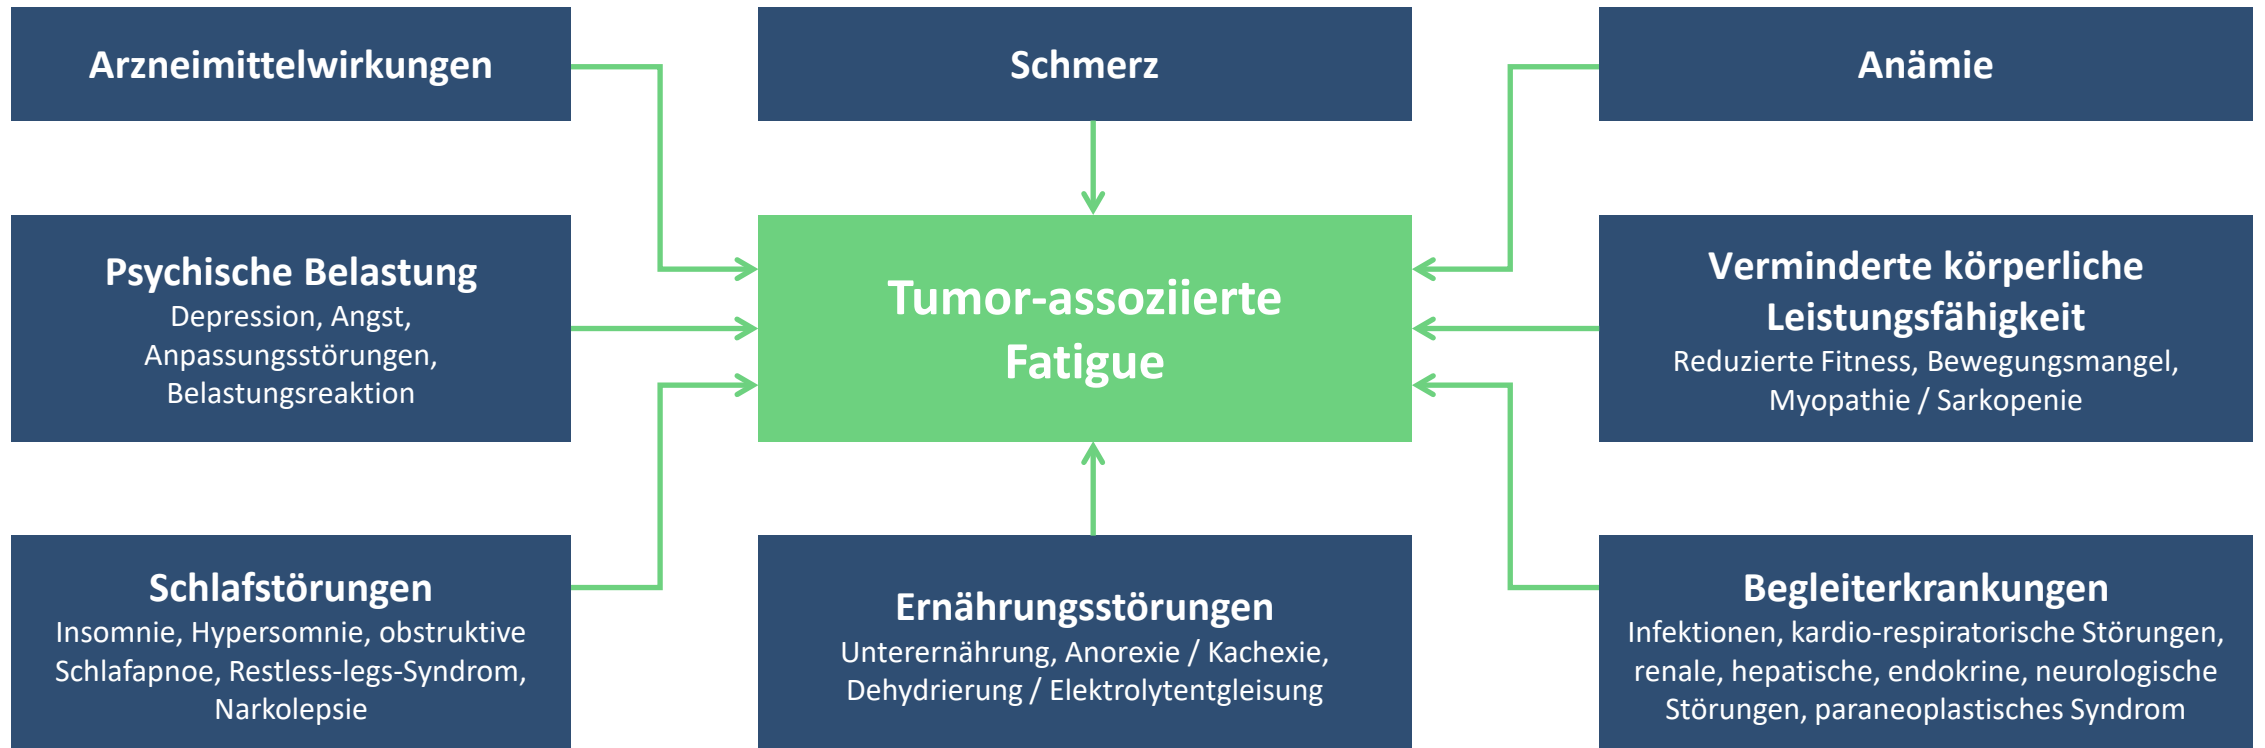 Arzneimittelwirkungen
Schmerz
Anämie
Psychische Belastung
Depression, Angst,
Anpassungsstörungen,
Belastungsreaktion
Tumor-assoziierte
Fatigue
Verminderte körperliche
Leistungsfähigkeit
Reduzierte Fitness, Bewegungsmangel,
Myopathie / Sarkopenie
Schlafstörungen
Insomnie, Hypersomnie, obstruktive
Schlafapnoe, Restless-legs-Syndrom,
Narkolepsie
Ernährungsstörungen
Unterernährung, Anorexie / Kachexie,
Dehydrierung / Elektrolytentgleisung
Begleiterkrankungen
Infektionen, kardio-respiratorische Störungen,
renale, hepatische, endokrine, neurologische
Störungen, paraneoplastisches Syndrom